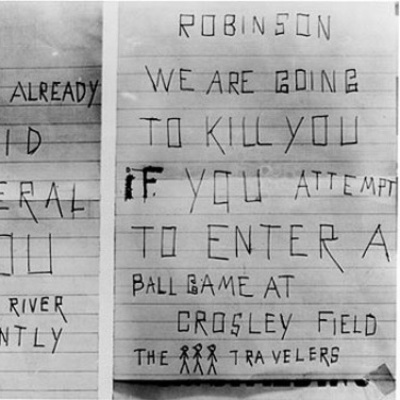 ALREADY
ID
ERAL
OU
RIVER
NTLY
ROBINSON
WE ARE GOING
TO KILL YOU
IF YOU ATTEMPT
TO ENTER A
BALL GAME AT
CROSLEY FIELD
THE TRAVELERS